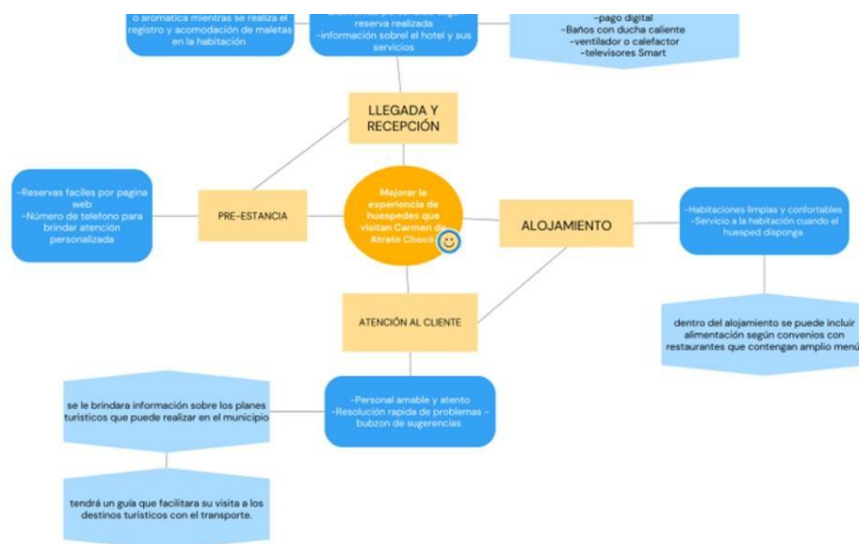 o aromatica mientras se realiza el
registro y acomodación de maletas
en la habitación
reserva realizada
-información sobrel el hotel y sus
servicios
-pago digital
-Baños con ducha caliente
-ventilador o calefactor
-televisores Smart
LLEGADA Y
RECEPCIÓN
-Reservas faciles por pagina
web
-Número de telefono para
brindar atención
personalizada
PRE-ESTANCIA
Mejorar la
experiencia de
huespedes que
visitan Carmen de
Atrato Chocó
ALOJAMIENTO
-Habitaciones limpias y confortables
-Servicio a la habitación cuando el
huesped disponga
ATENCIÓN AL CLIENTE
dentro del alojamiento se puede incluir
alimentación según convenios con
restaurantes que contengan amplio menú
-Personal amable y atento
-Resolución rapida de problemas -
bubzon de sugerencias
se le brindara información sobre los planes
turisticos que puede realizar en el municipio
tendrá un guía que facilitara su visita a los
destinos turisticos con el transporte.